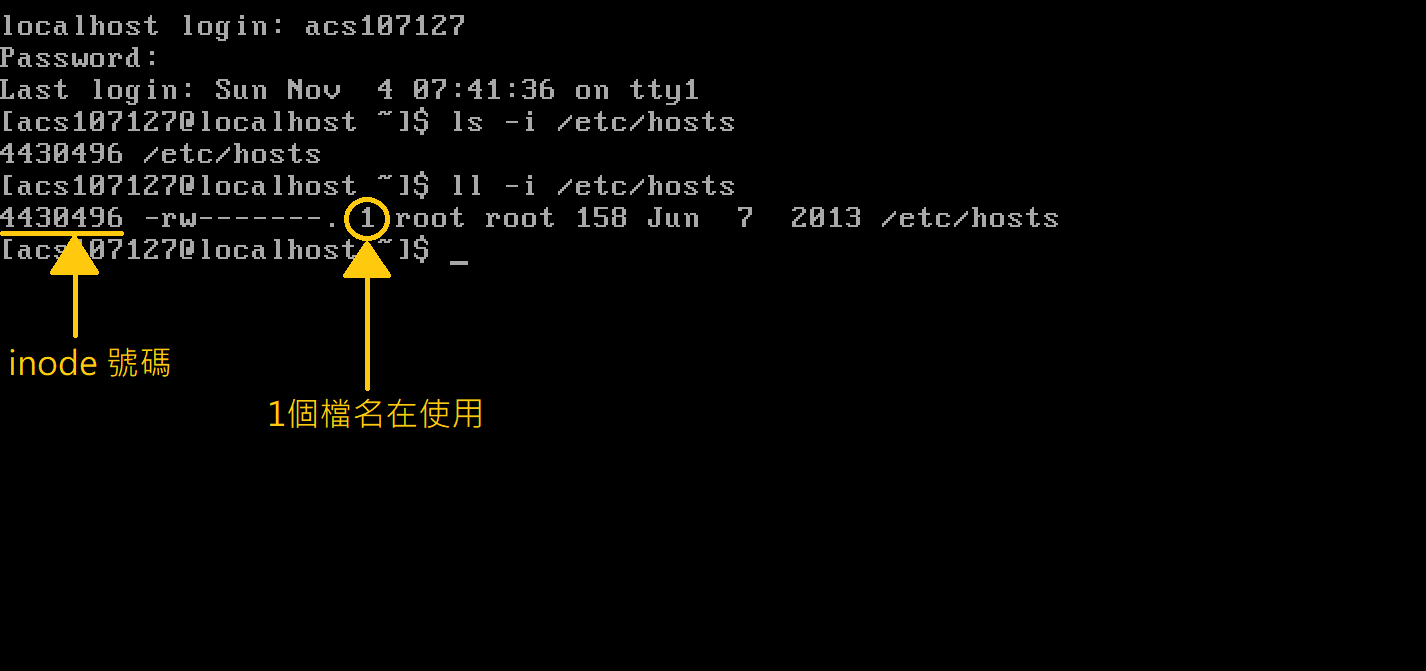 localhost login: acs107127
Password:
Last login: Sun Nov  4 07:41:36 on tty1
[acs107127@localhost ~]$ ls -i /etc/hosts
4430496 /etc/hosts
[acs107127@localhost ~]$ ll -i /etc/hosts
4430496 -rw-------. 1 root root 158 Jun  7  2013 /etc/hosts
[acs107127@localhost ~]$ _
inode 號碼
1個檔名在使用